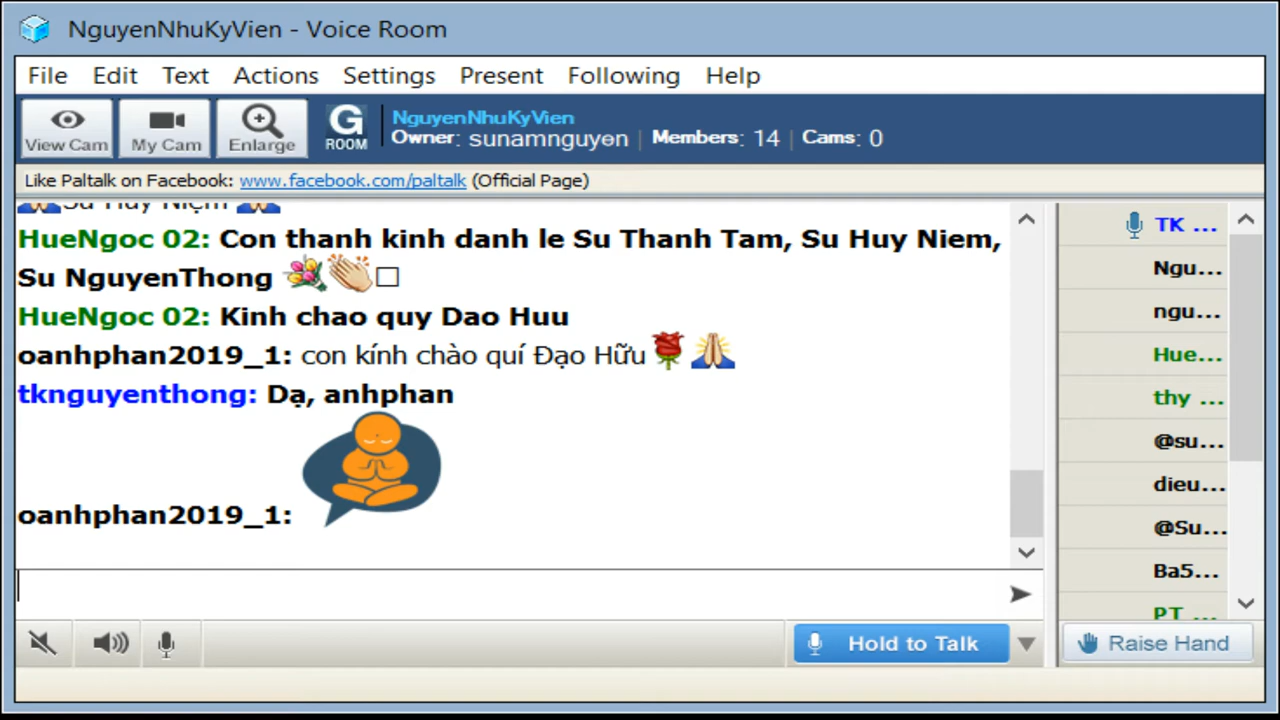 NguyenNhuKyVien - Voice Room
File Edit Text Actions Settings Present Following Help
View Cam My Cam Enlarge G ROOM
NguyenNhuKyVien
Owner: sunamnguyen | Members: 14 | Cams: 0
Like Paltalk on Facebook: www.facebook.com/paltalk (Official Page)
Su Huy Niệm
HueNgoc 02: Con thanh kinh danh le Su Thanh Tam, Su Huy Niem,
Su NguyenThong
HueNgoc 02: Kinh chao quy Dao Huu
oanhphan2019_1: con kính chào quí Đạo Hữu
tknguyenthong: Dạ, anhphan
oanhphan2019_1:
TK ...
Ngu...
ngu...
Hue...
thy ...
@su...
dieu...
@Su...
Ba5...
PT ...
Hold to Talk
Raise Hand